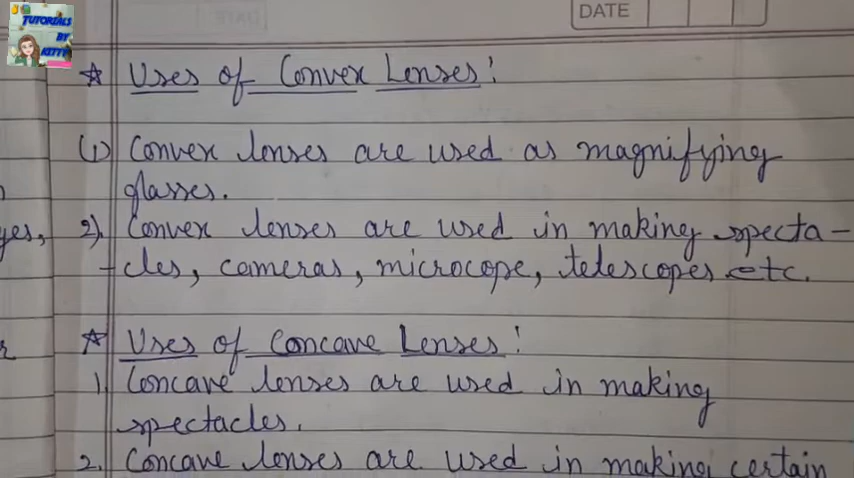 TUTORIALS
BY
KITTY
DATE
☆ Uses of Convex Lenses:
(1) Convex lenses are used as magnifying
glasses.
yes, 2) Convex lenses are used in making specta-
-cles, cameras, microcope, telescopes etc.
☆ Uses of Concave Lenses:
1. Concave lenses are used in making
spectacles.
2. Concave lenses are used in making certain